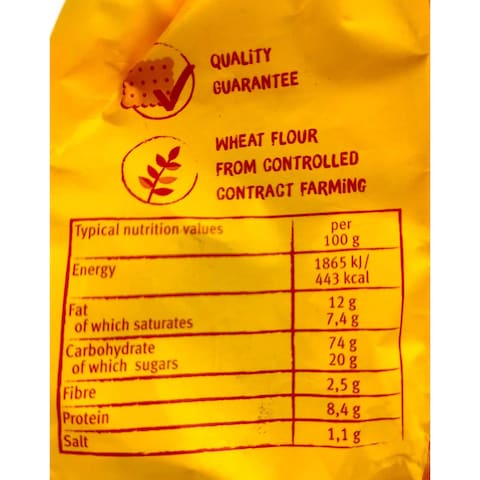 QUALITY
GUARANTEE
WHEAT FLOUR
FROM CONTROLLED
CONTRACT FARMING
Typical nutrition values per
100 g
Energy 1865 kJ/
443 kcal
Fat 12 g
of which saturates 7,4 g
Carbohydrate 74 g
of which sugars 20 g
Fibre 2,5 g
Protein 8,4 g
Salt 1,1 g